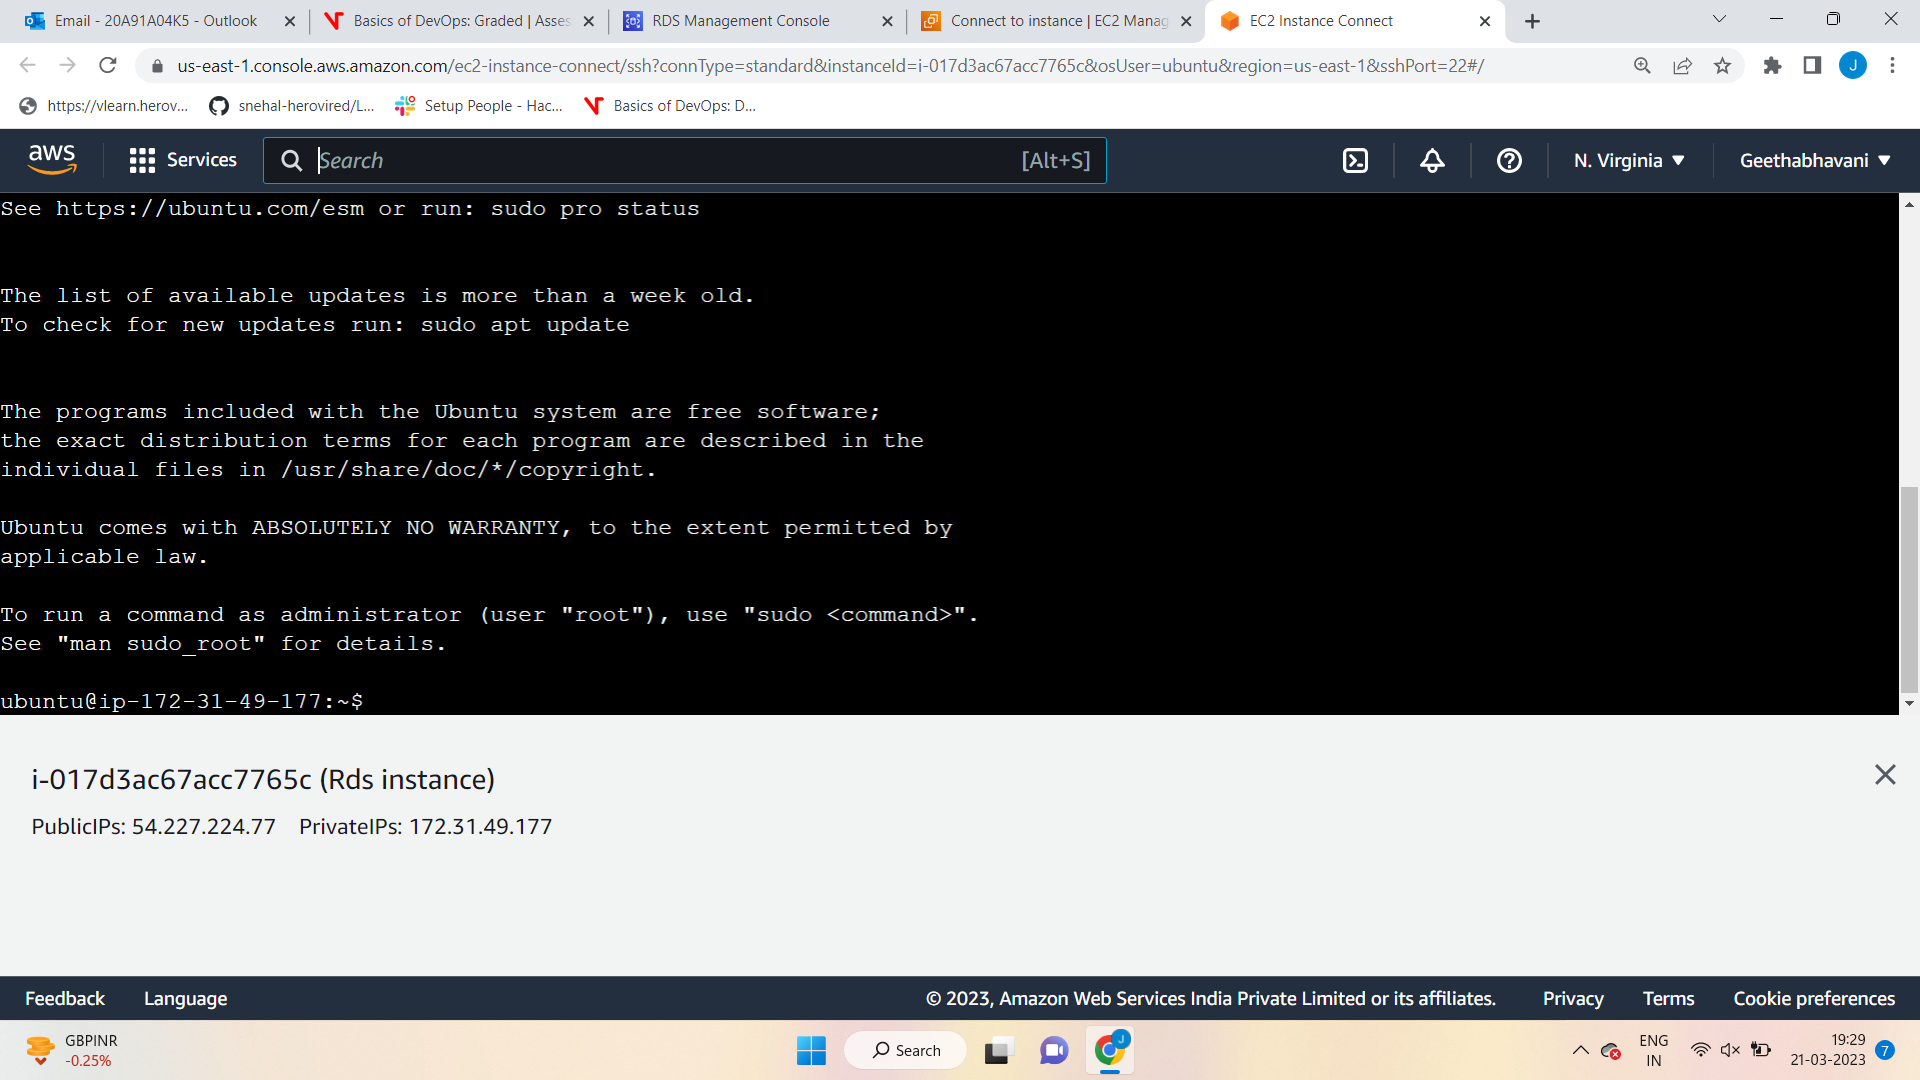 Email - 20A91A04K5 - Outlook
Basics of DevOps: Graded | Asses
RDS Management Console
Connect to instance | EC2 Manag
EC2 Instance Connect
us-east-1.console.aws.amazon.com/ec2-instance-connect/ssh?connType=standard&instanceId=i-017d3ac67acc7765c&osUser=ubuntu&region=us-east-1&sshPort=22#/
J
https://vlearn.herov...
snehal-herovired/L...
Setup People - Hac...
Basics of DevOps: D...
aws
Services
Search
[Alt+S]
N. Virginia
Geethabhavani
See https://ubuntu.com/esm or run: sudo pro status
The list of available updates is more than a week old.
To check for new updates run: sudo apt update
The programs included with the Ubuntu system are free software;
the exact distribution terms for each program are described in the
individual files in /usr/share/doc/*/copyright.
Ubuntu comes with ABSOLUTELY NO WARRANTY, to the extent permitted by
applicable law.
To run a command as administrator (user "root"), use "sudo <command>".
See "man sudo_root" for details.
ubuntu@ip-172-31-49-177:~$
i-017d3ac67acc7765c (Rds instance)
PublicIPs: 54.227.224.77 PrivateIPs: 172.31.49.177
Feedback
Language
© 2023, Amazon Web Services India Private Limited or its affiliates.
Privacy
Terms
Cookie preferences
GBPINR
-0.25%
Search
J
ENG
IN
19:29
21-03-2023
7